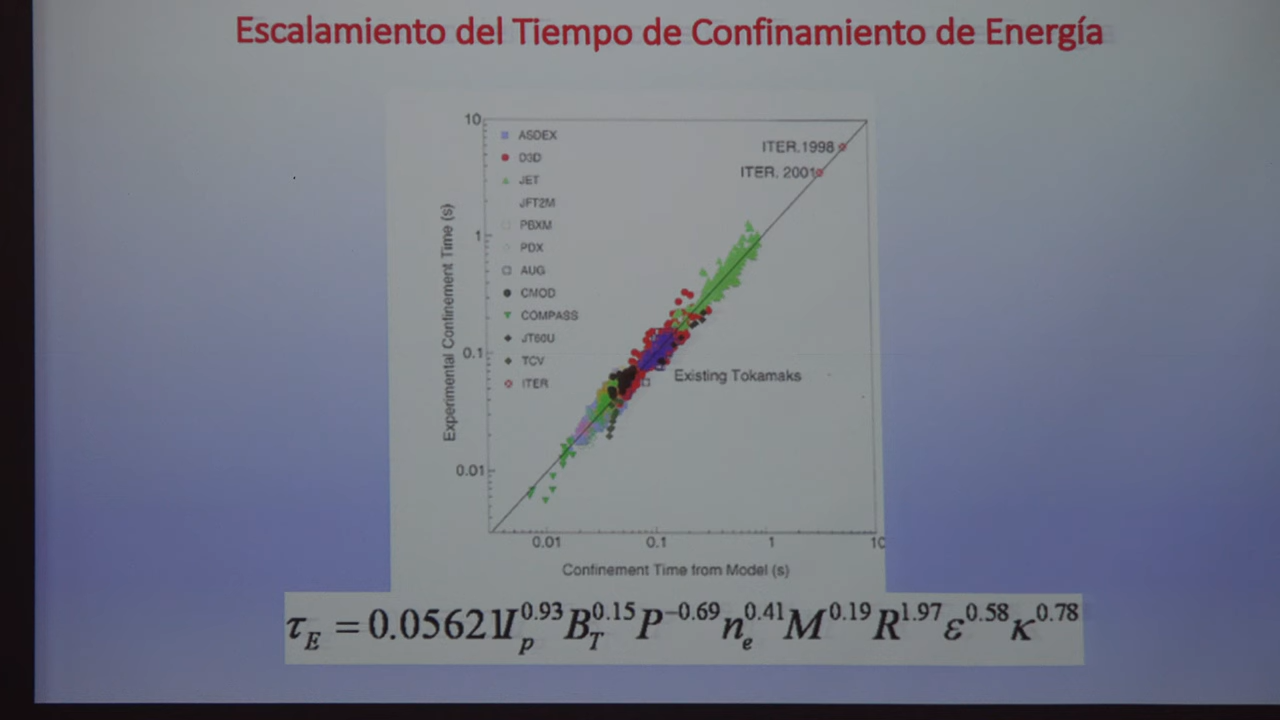 Escalamiento del Tiempo de Confinamiento de Energía
10
1
0.1
0.01
Experimental Confinement Time (s)
ASDEX
D3D
JET
JFT2M
PBXM
PDX
AUG
CMOD
COMPASS
JT60U
TCV
ITER
ITER.1998
ITER. 2001
Existing Tokamaks
0.01 0.1 1 10
Confinement Time from Model (s)
τ_E = 0.05621 I_p^0.93 B_T^0.15 P^−0.69 n_e^0.41 M^0.19 R^1.97 ε^0.58 κ^0.78